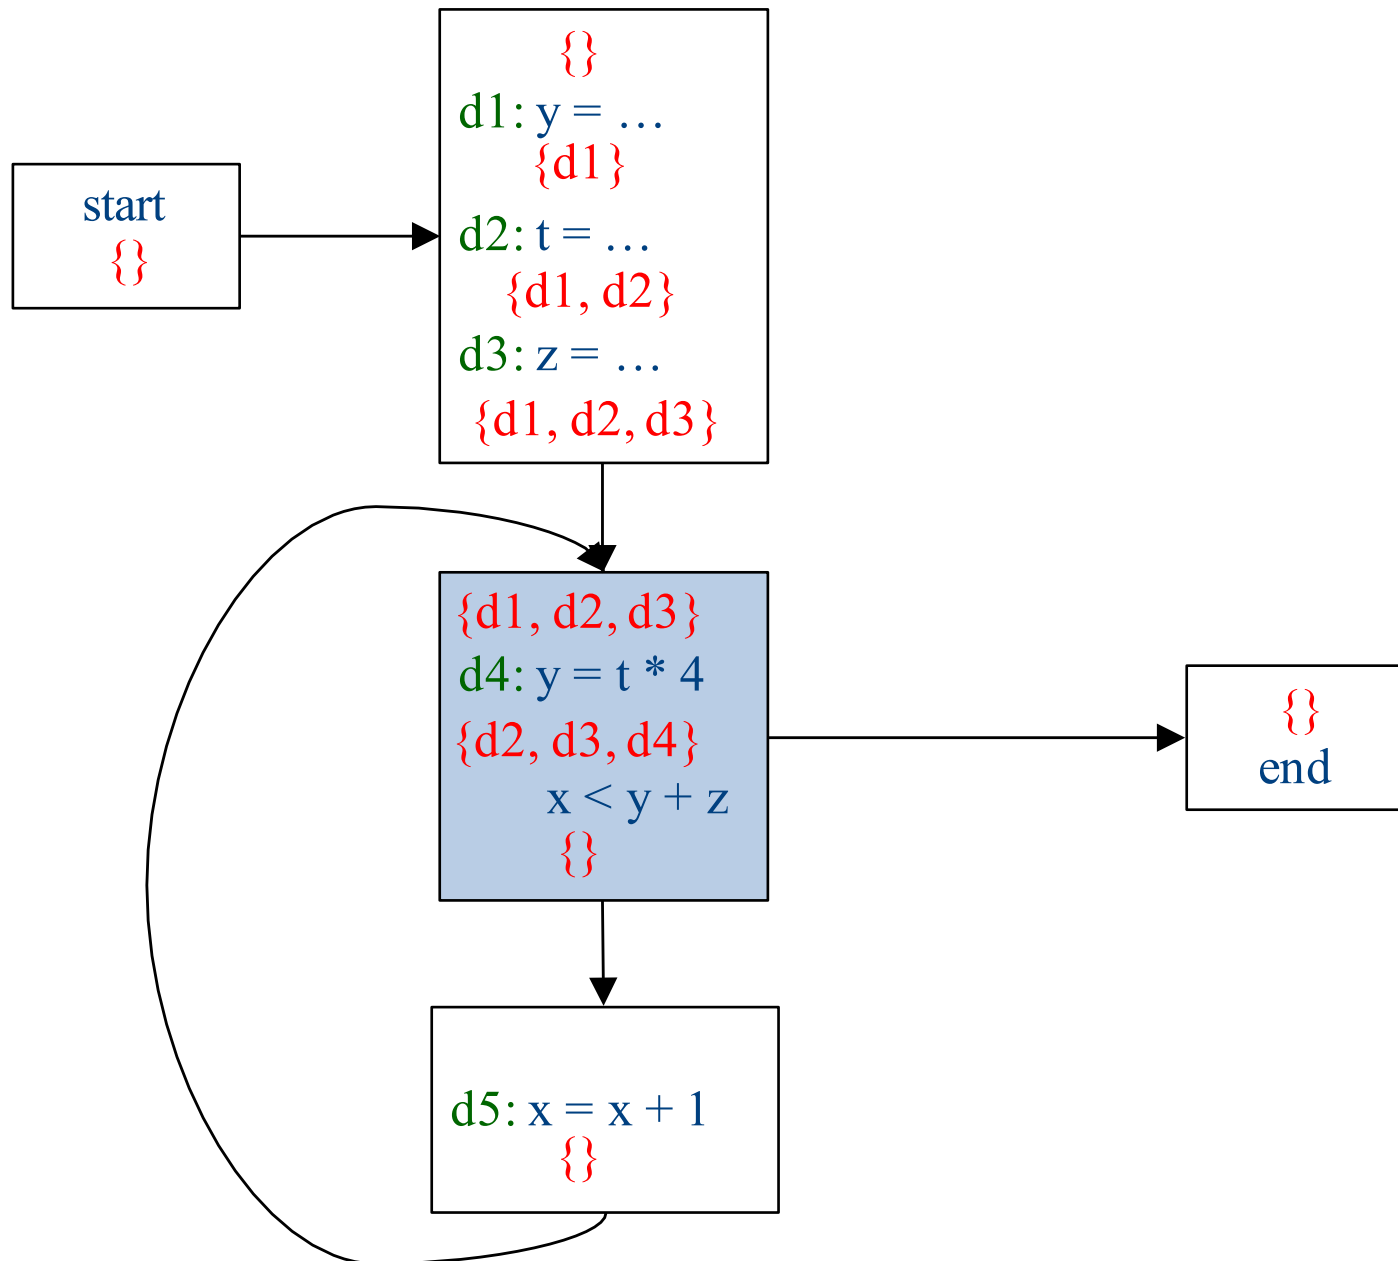 start
{}
{}
d1: y = …
{d1}
d2: t = …
{d1, d2}
d3: z = …
{d1, d2, d3}
{d1, d2, d3}
d4: y = t * 4
{d2, d3, d4}
x < y + z
{}
{}
end
d5: x = x + 1
{}